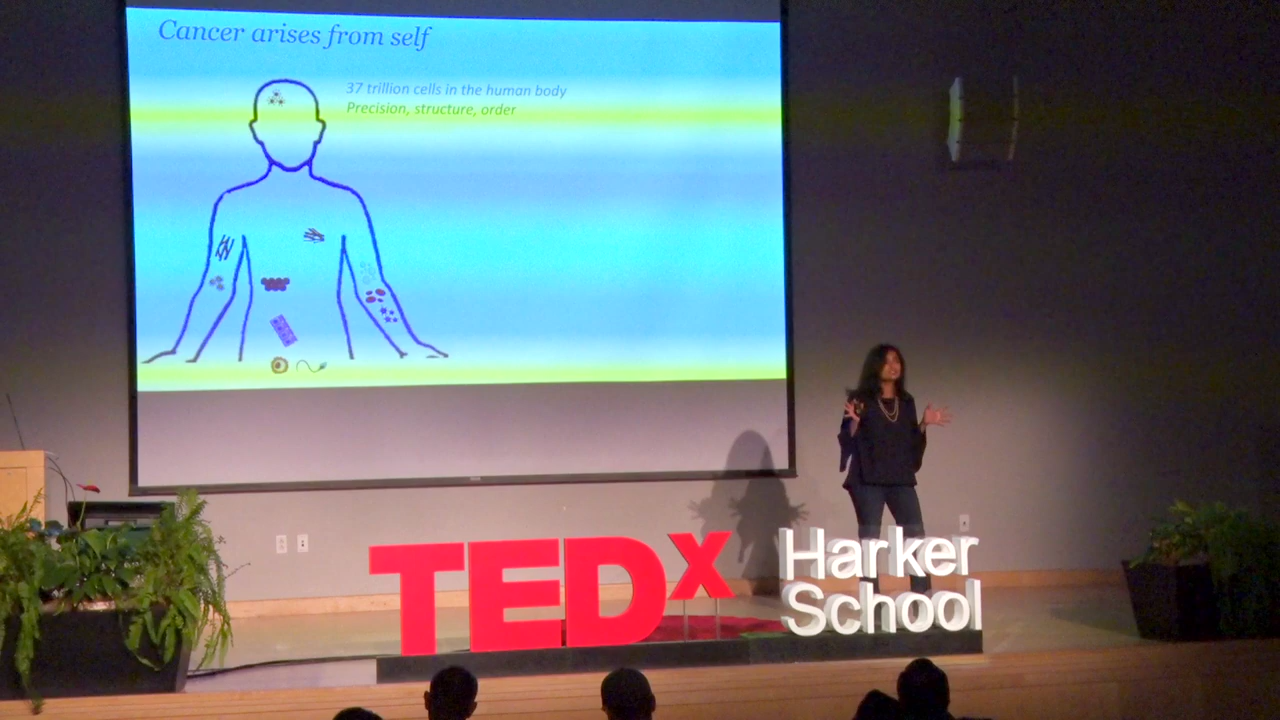 Cancer arises from self
37 trillion cells in the human body
Precision, structure, order
TEDx
Harker
School